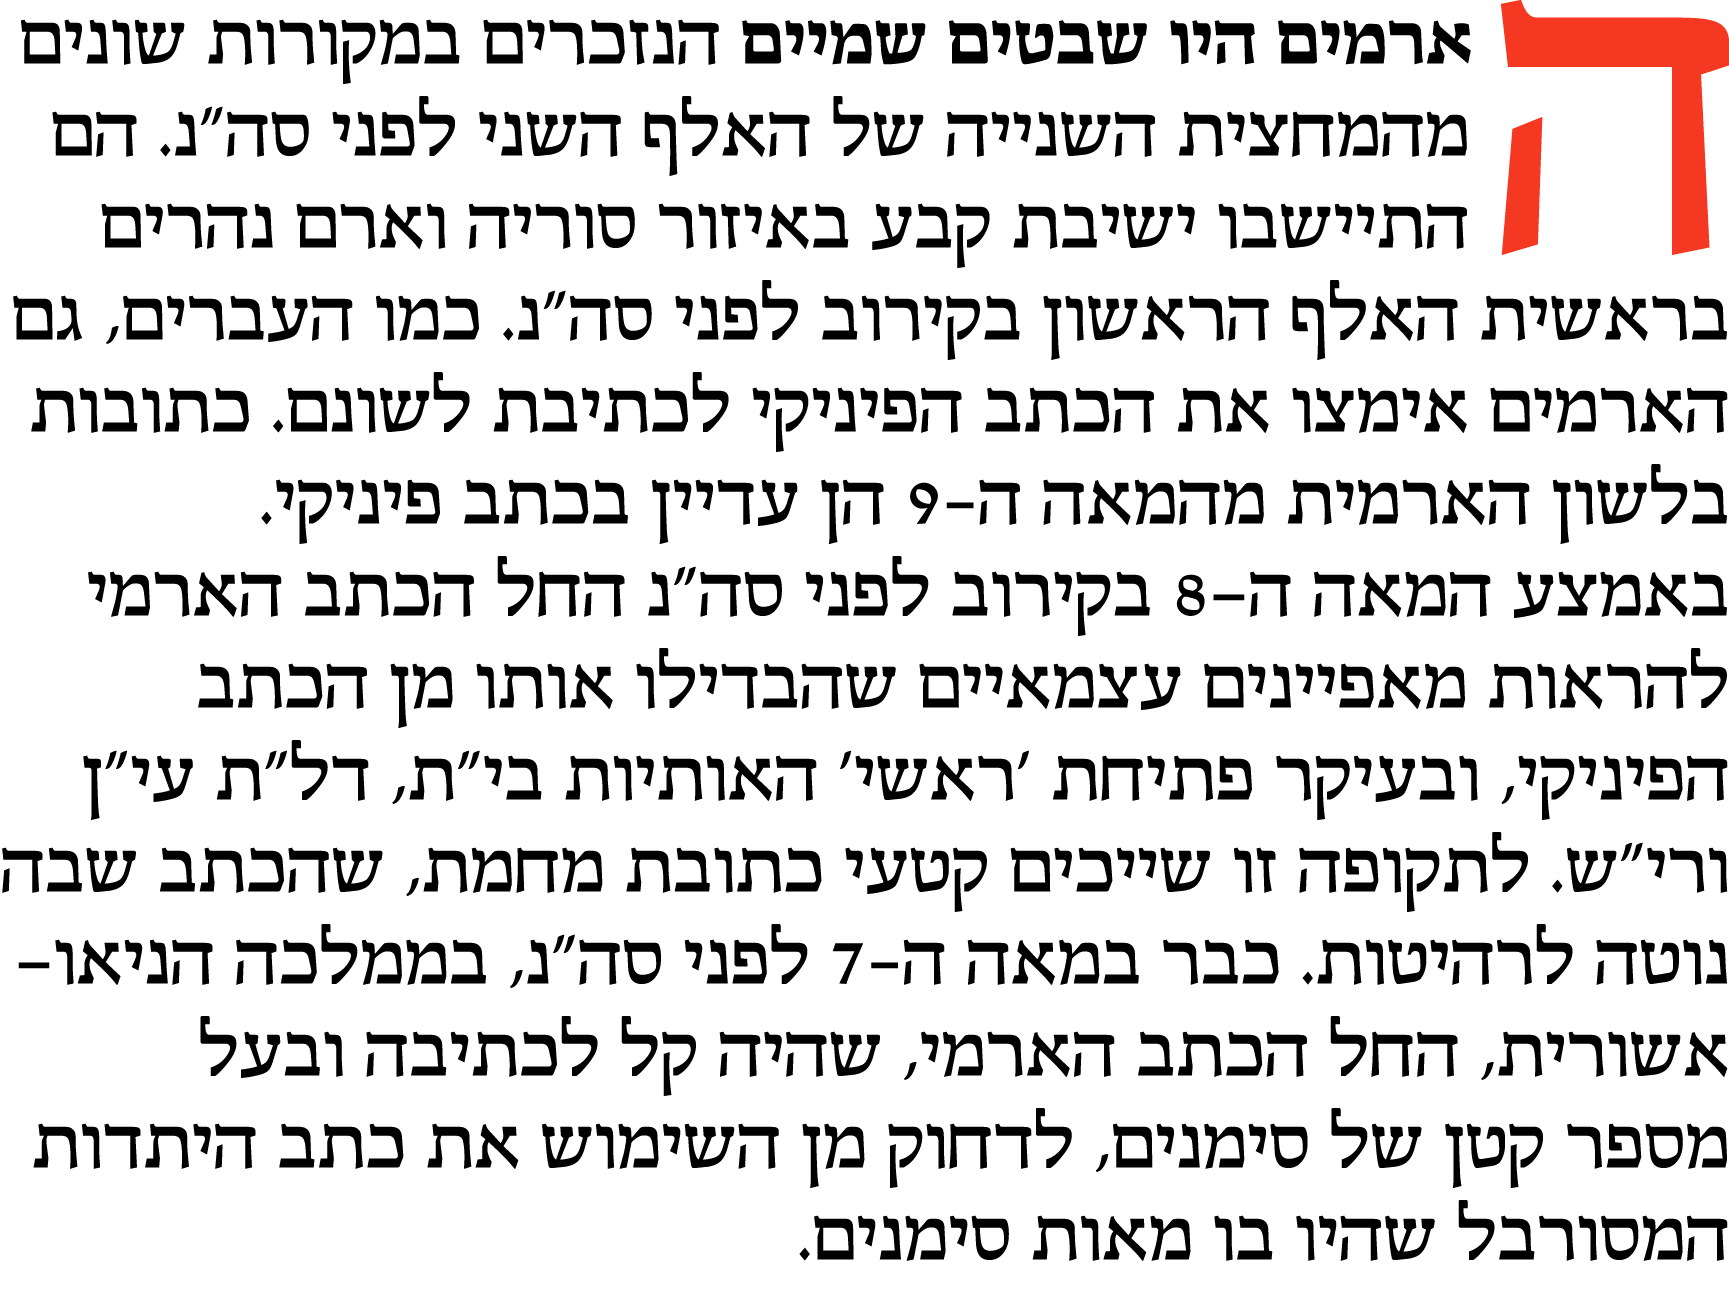 הארמים היו שבטים שמיים הנזכרים במקורות שונים
מהמחצית השנייה של האלף השני לפני סה״נ. הם
התיישבו ישיבת קבע באיזור סוריה וארם נהרים
בראשית האלף הראשון בקירוב לפני סה״נ. כמו העברים, גם
הארמים אימצו את הכתב הפיניקי לכתיבת לשונם. כתובות
בלשון הארמית מהמאה ה-9 הן עדיין בכתב פיניקי.
באמצע המאה ה-8 בקירוב לפני סה״נ החל הכתב הארמי
להראות מאפיינים עצמאיים שהבדילו אותו מן הכתב
הפיניקי, ובעיקר פתיחת ׳ראשי׳ האותיות בי״ת, דל״ת עי״ן
ורי״ש. לתקופה זו שייכים קטעי כתובת מחמת, שהכתב שבה
נוטה לרהיטות. כבר במאה ה-7 לפני סה״נ, בממלכה הניאו-
אשורית, החל הכתב הארמי, שהיה קל לכתיבה ובעל
מספר קטן של סימנים, לדחוק מן השימוש את כתב היתדות
המסורבל שהיו בו מאות סימנים.